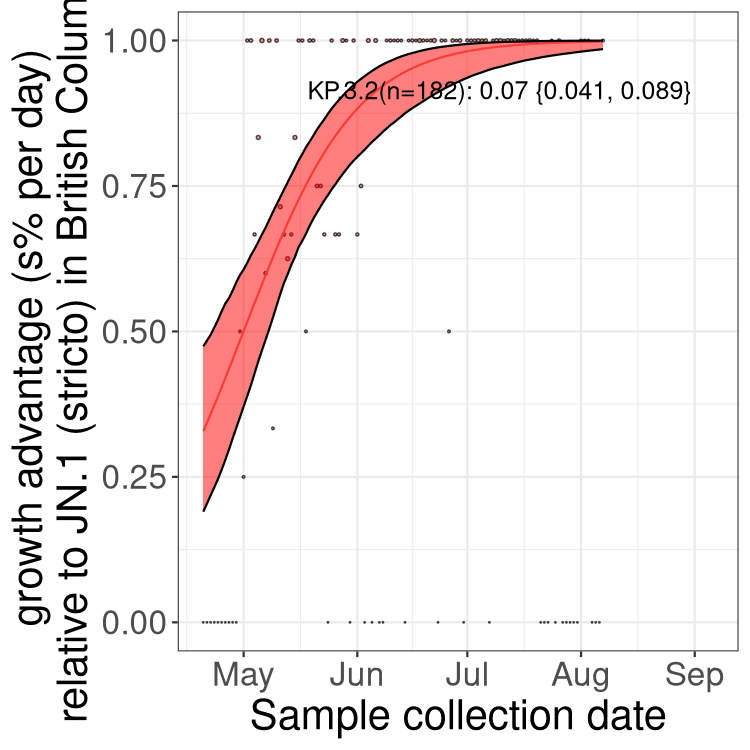 growth advantage (s% per day)
relative to JN.1 (stricto) in British Colum
1.00
0.75
0.50
0.25
0.00
KP.3.2(n=182): 0.07 {0.041, 0.089}
May Jun Jul Aug Sep
Sample collection date